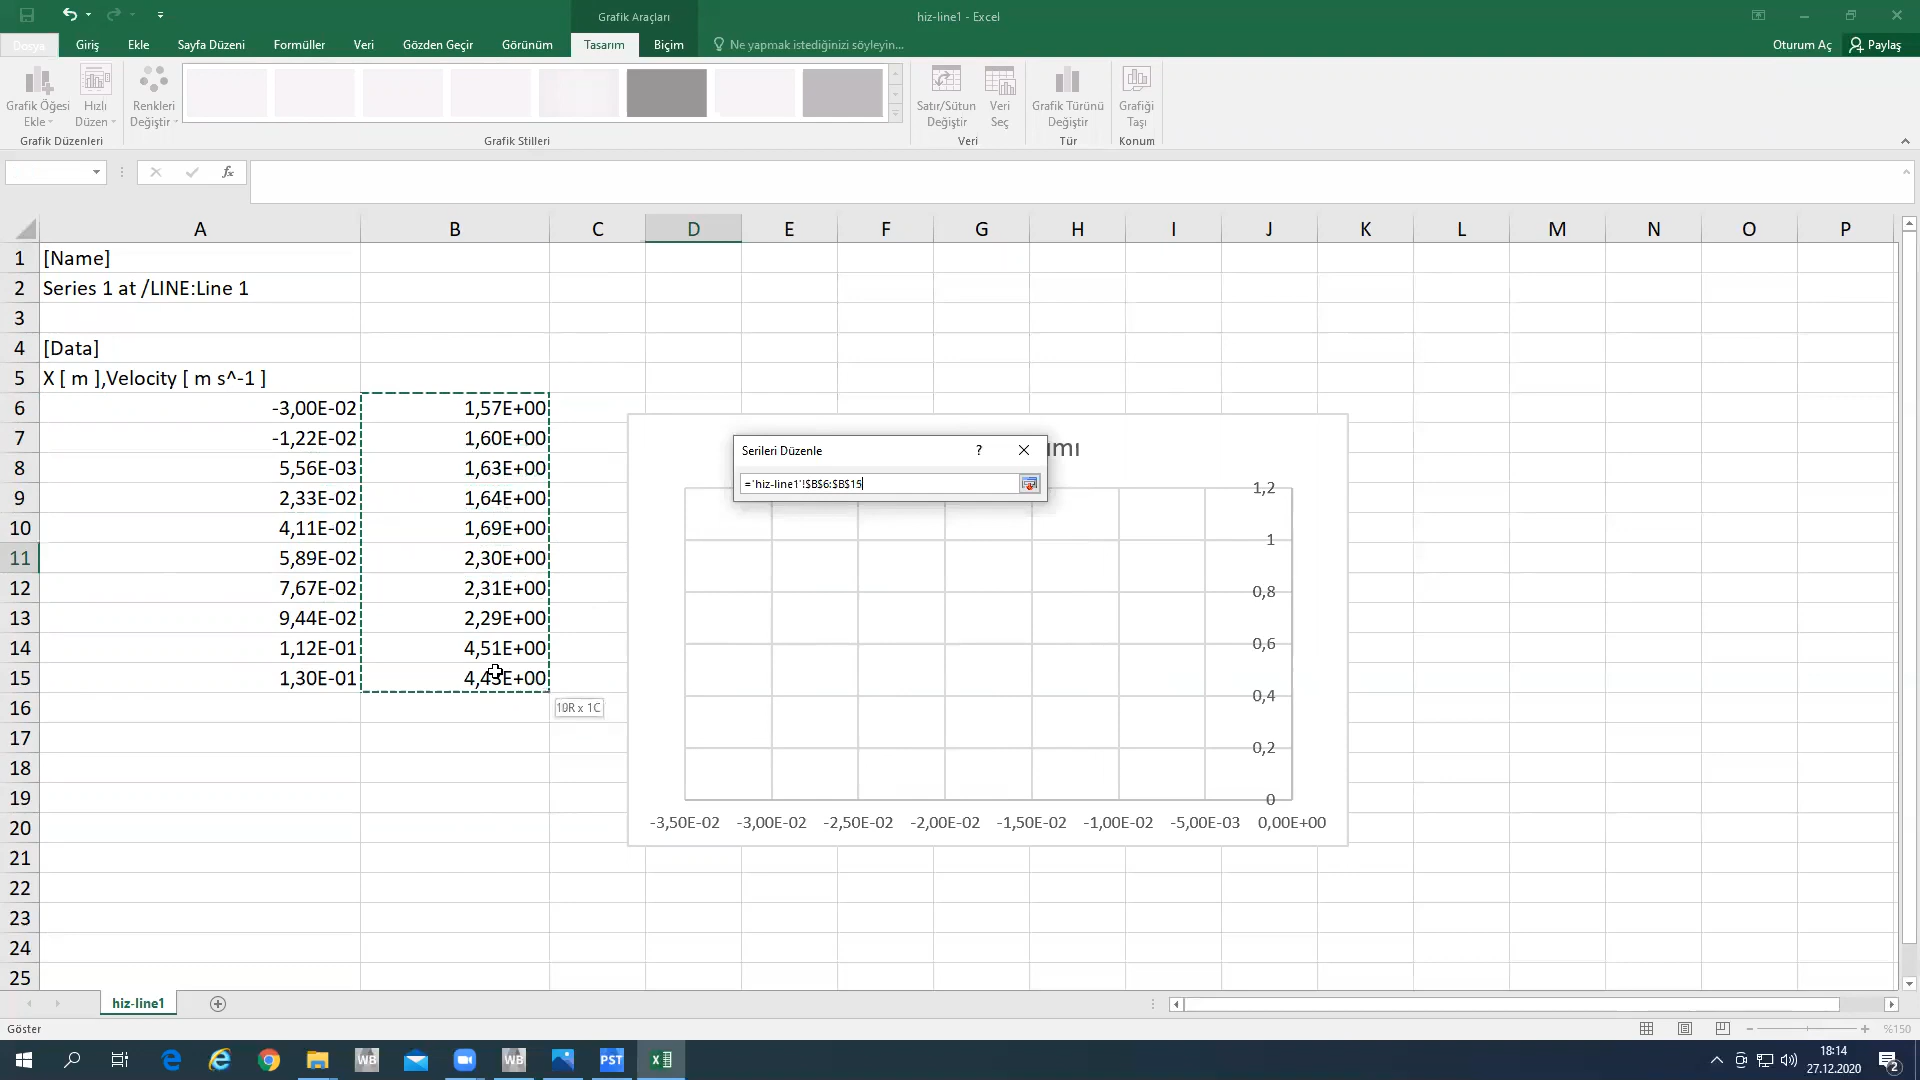 Grafik Araçları
hiz-line1 - Excel
Dosya
Giriş
Ekle
Sayfa Düzeni
Formüller
Veri
Gözden Geçir
Görünüm
Tasarım
Biçim
Ne yapmak istediğinizi söyleyin...
Oturum Aç
Paylaş
Grafik Öğesi
Ekle
Hızlı
Düzen
Renkleri
Değiştir
Satır/Sütun
Değiştir
Veri
Seç
Grafik Türünü
Değiştir
Grafiği
Taşı
Grafik Düzenleri
Grafik Stilleri
Veri
Tür
Konum
fx
A B C D E F G H I J K L M N O P
1 [Name]
2 Series 1 at /LINE:Line 1
3
4 [Data]
5 X [ m ],Velocity [ m s^-1 ]
6 -3,00E-02 1,57E+00
7 -1,22E-02 1,60E+00
8 5,56E-03 1,63E+00
9 2,33E-02 1,64E+00
10 4,11E-02 1,69E+00
11 5,89E-02 2,30E+00
12 7,67E-02 2,31E+00
13 9,44E-02 2,29E+00
14 1,12E-01 4,51E+00
15 1,30E-01 4,43E+00
16
17
18
19
20
21
22
23
24
25
10R x 1C
Serileri Düzenle
?
='hiz-line1'!$B$6:$B$15
ımı
1,2
1
0,8
0,6
0,4
0,2
0
-3,50E-02 -3,00E-02 -2,50E-02 -2,00E-02 -1,50E-02 -1,00E-02 -5,00E-03 0,00E+00
hiz-line1
Göster
%150
WB
WB
PST
18:14
27.12.2020
2